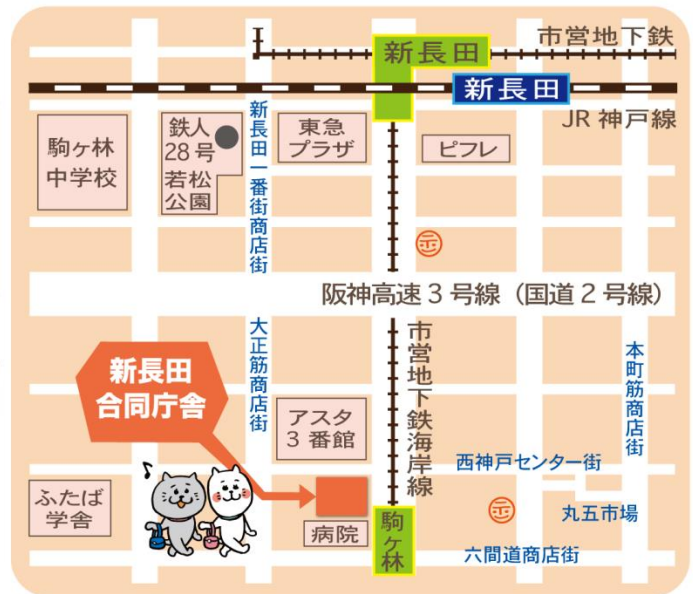 市営地下鉄
新長田
新長田
JR神戸線
駒ヶ林
中学校
鉄人
28号
若松
公園
新長田一番街商店街
東急
プラザ
ピフレ
阪神高速3号線（国道2号線）
大正筋商店街
市営地下鉄海岸線
本町筋商店街
新長田
合同庁舎
アスタ
3番館
西神戸センター街
ふたば
学舎
病院
駒ヶ林
丸五市場
六間道商店街